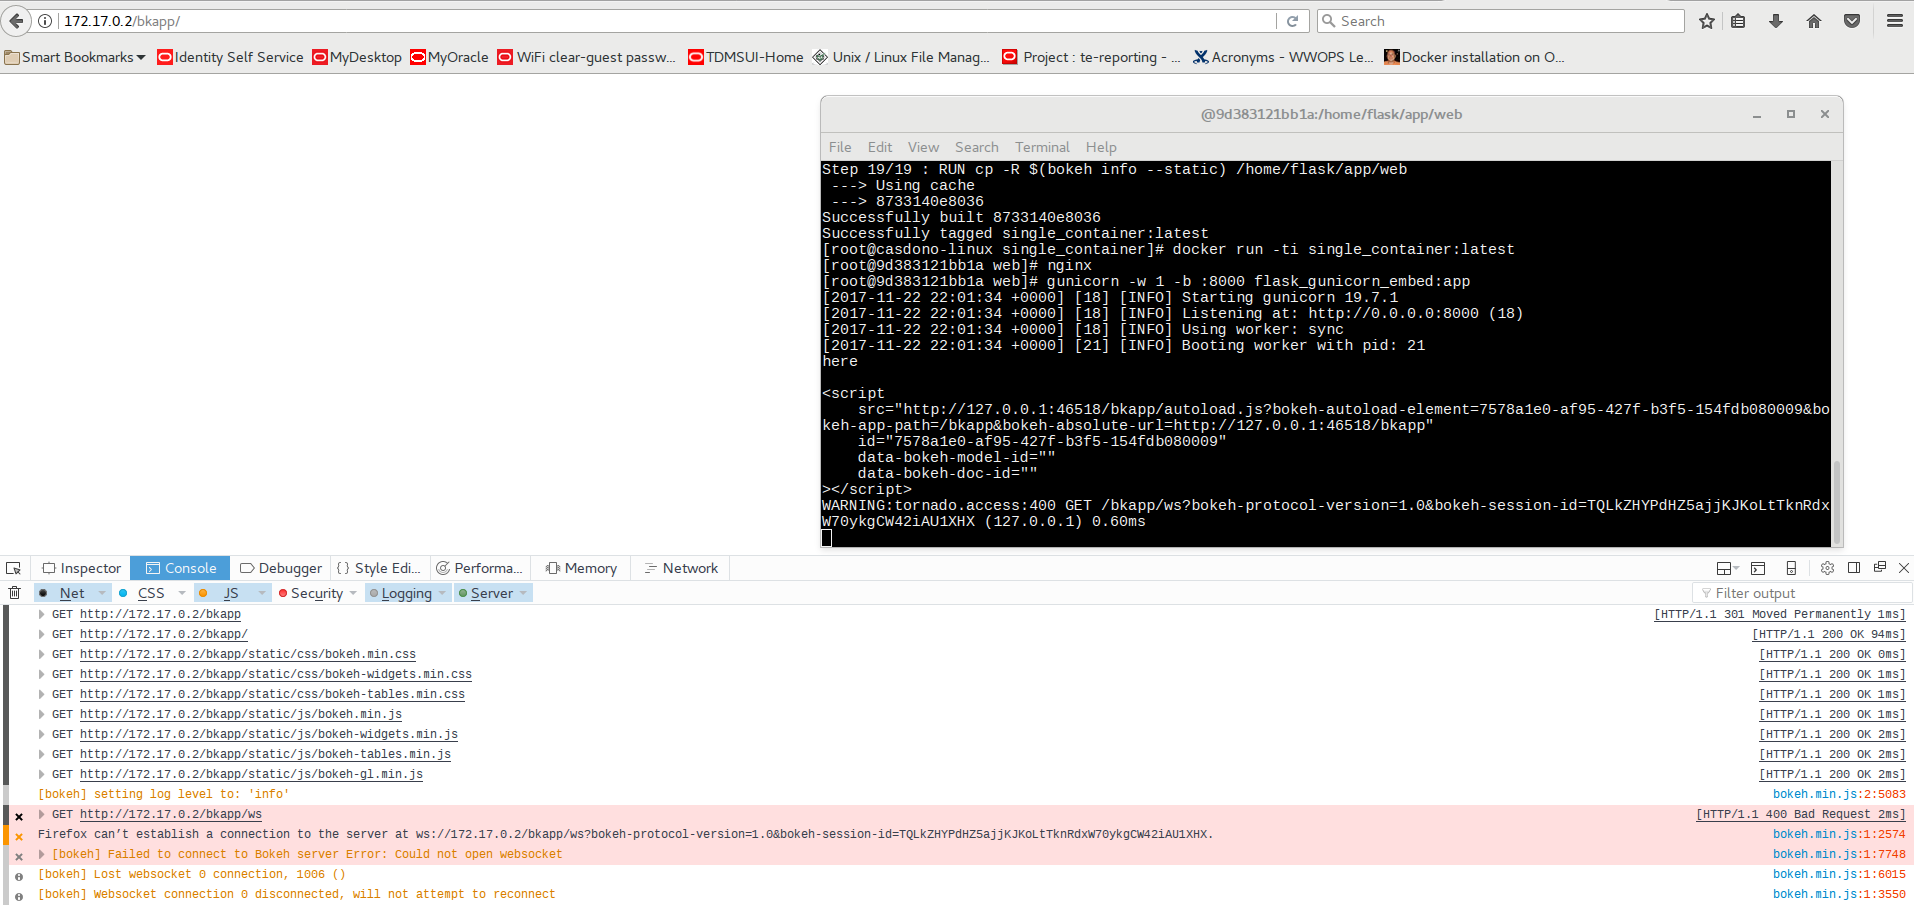 172.17.0.2/bkapp/
Search
Smart Bookmarks
Identity Self Service
MyDesktop
MyOracle
WiFi clear-guest passw...
TDMSUI-Home
Unix / Linux File Manag...
Project : te-reporting - ...
Acronyms - WWOPS Le...
Docker installation on O...
@9d383121bb1a:/home/flask/app/web
File Edit View Search Terminal Help
Step 19/19 : RUN cp -R $(bokeh info --static) /home/flask/app/web
---> Using cache
---> 8733140e8036
Successfully built 8733140e8036
Successfully tagged single_container:latest
[root@casdono-linux single_container]# docker run -ti single_container:latest
[root@9d383121bb1a web]# nginx
[root@9d383121bb1a web]# gunicorn -w 1 -b :8000 flask_gunicorn_embed:app
[2017-11-22 22:01:34 +0000] [18] [INFO] Starting gunicorn 19.7.1
[2017-11-22 22:01:34 +0000] [18] [INFO] Listening at: http://0.0.0.0:8000 (18)
[2017-11-22 22:01:34 +0000] [18] [INFO] Using worker: sync
[2017-11-22 22:01:34 +0000] [21] [INFO] Booting worker with pid: 21
here
<script
src="http://127.0.0.1:46518/bkapp/autoload.js?bokeh-autoload-element=7578a1e0-af95-427f-b3f5-154fdb080009&bo
keh-app-path=/bkapp&bokeh-absolute-url=http://127.0.0.1:46518/bkapp"
id="7578a1e0-af95-427f-b3f5-154fdb080009"
data-bokeh-model-id=""
data-bokeh-doc-id=""
></script>
WARNING:tornado.access:400 GET /bkapp/ws?bokeh-protocol-version=1.0&bokeh-session-id=TQLkZHYPdHZ5ajjKJKoLtTknRdx
W70ykgCW42iAU1XHX (127.0.0.1) 0.60ms
Inspector Console Debugger Style Edi... Performa... Memory Network
Net CSS JS Security Logging Server Filter output
GET http://172.17.0.2/bkapp [HTTP/1.1 301 Moved Permanently 1ms]
GET http://172.17.0.2/bkapp/ [HTTP/1.1 200 OK 94ms]
GET http://172.17.0.2/bkapp/static/css/bokeh.min.css [HTTP/1.1 200 OK 0ms]
GET http://172.17.0.2/bkapp/static/css/bokeh-widgets.min.css [HTTP/1.1 200 OK 1ms]
GET http://172.17.0.2/bkapp/static/css/bokeh-tables.min.css [HTTP/1.1 200 OK 1ms]
GET http://172.17.0.2/bkapp/static/js/bokeh.min.js [HTTP/1.1 200 OK 1ms]
GET http://172.17.0.2/bkapp/static/js/bokeh-widgets.min.js [HTTP/1.1 200 OK 2ms]
GET http://172.17.0.2/bkapp/static/js/bokeh-tables.min.js [HTTP/1.1 200 OK 2ms]
GET http://172.17.0.2/bkapp/static/js/bokeh-gl.min.js [HTTP/1.1 200 OK 2ms]
[bokeh] setting log level to: 'info' bokeh.min.js:2:5083
GET http://172.17.0.2/bkapp/ws [HTTP/1.1 400 Bad Request 2ms]
Firefox can’t establish a connection to the server at ws://172.17.0.2/bkapp/ws?bokeh-protocol-version=1.0&bokeh-session-id=TQLkZHYPdHZ5ajjKJKoLtTknRdxW70ykgCW42iAU1XHX. bokeh.min.js:1:2574
[bokeh] Failed to connect to Bokeh server Error: Could not open websocket bokeh.min.js:1:7748
[bokeh] Lost websocket 0 connection, 1006 () bokeh.min.js:1:6015
[bokeh] Websocket connection 0 disconnected, will not attempt to reconnect bokeh.min.js:1:3550